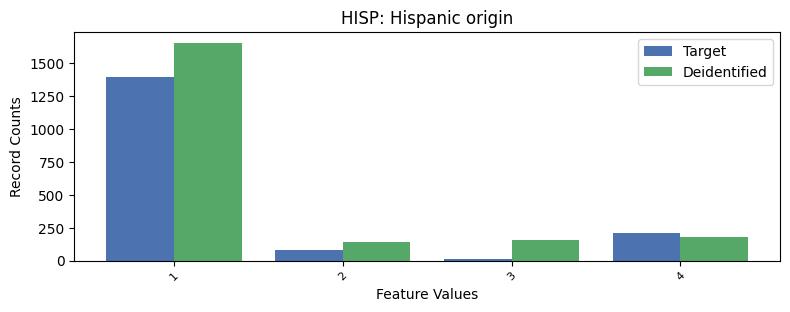 HISP: Hispanic origin
Target
Deidentified
Record Counts
1500
1250
1000
750
500
250
0
1
2
3
4
Feature Values